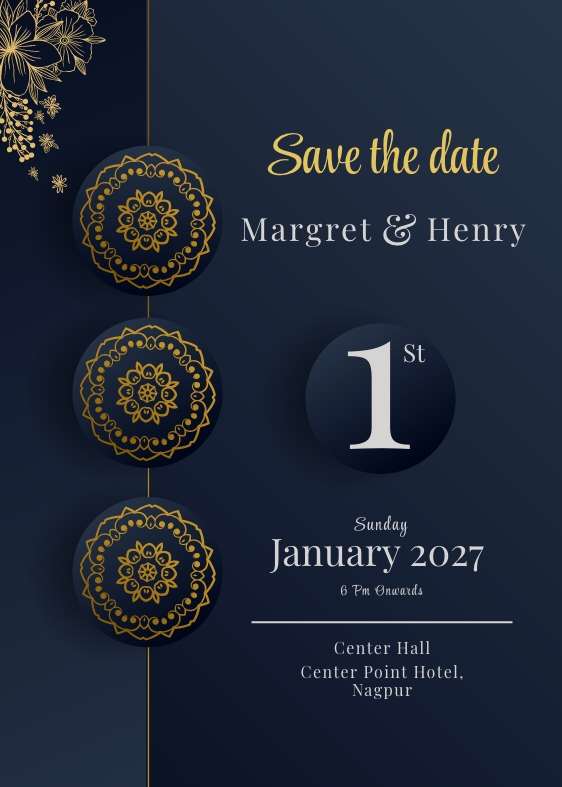 Save the date
Margret & Henry
1St
Sunday
January 2027
6 Pm Onwards
Center Hall
Center Point Hotel,
Nagpur